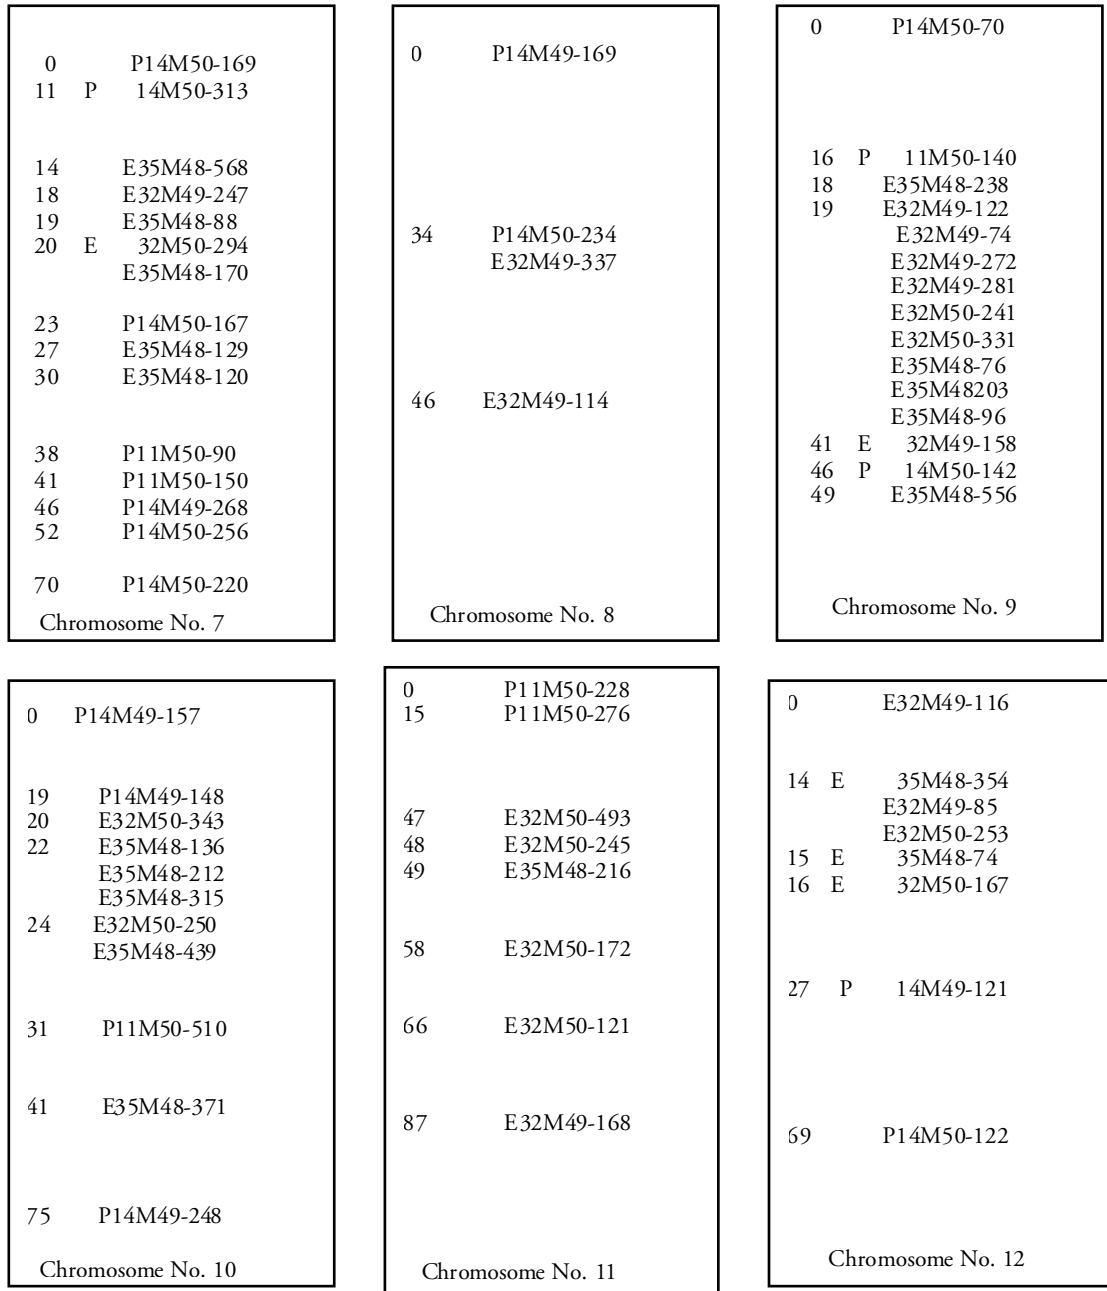 0 P14M50-169
11 P 14M50-313
14 E35M48-568
18 E32M49-247
19 E35M48-88
20 E 32M50-294
E35M48-170
23 P14M50-167
27 E35M48-129
30 E35M48-120
38 P11M50-90
41 P11M50-150
46 P14M49-268
52 P14M50-256
70 P14M50-220
Chromosome No. 7
0 P14M49-169
34 P14M50-234
E32M49-337
46 E32M49-114
Chromosome No. 8
0 P14M50-70
16 P 11M50-140
18 E35M48-238
19 E32M49-122
E32M49-74
E32M49-272
E32M49-281
E32M50-241
E32M50-331
E35M48-76
E35M48203
E35M48-96
41 E 32M49-158
46 P 14M50-142
49 E35M48-556
Chromosome No. 9
0 P14M49-157
19 P14M49-148
20 E32M50-343
22 E35M48-136
E35M48-212
E35M48-315
24 E32M50-250
E35M48-439
31 P11M50-510
41 E35M48-371
75 P14M49-248
Chromosome No. 10
0 P11M50-228
15 P11M50-276
47 E32M50-493
48 E32M50-245
49 E35M48-216
58 E32M50-172
66 E32M50-121
87 E32M49-168
Chromosome No. 11
0 E32M49-116
14 E 35M48-354
E32M49-85
E32M50-253
15 E 35M48-74
16 E 32M50-167
27 P 14M49-121
69 P14M50-122
Chromosome No. 12